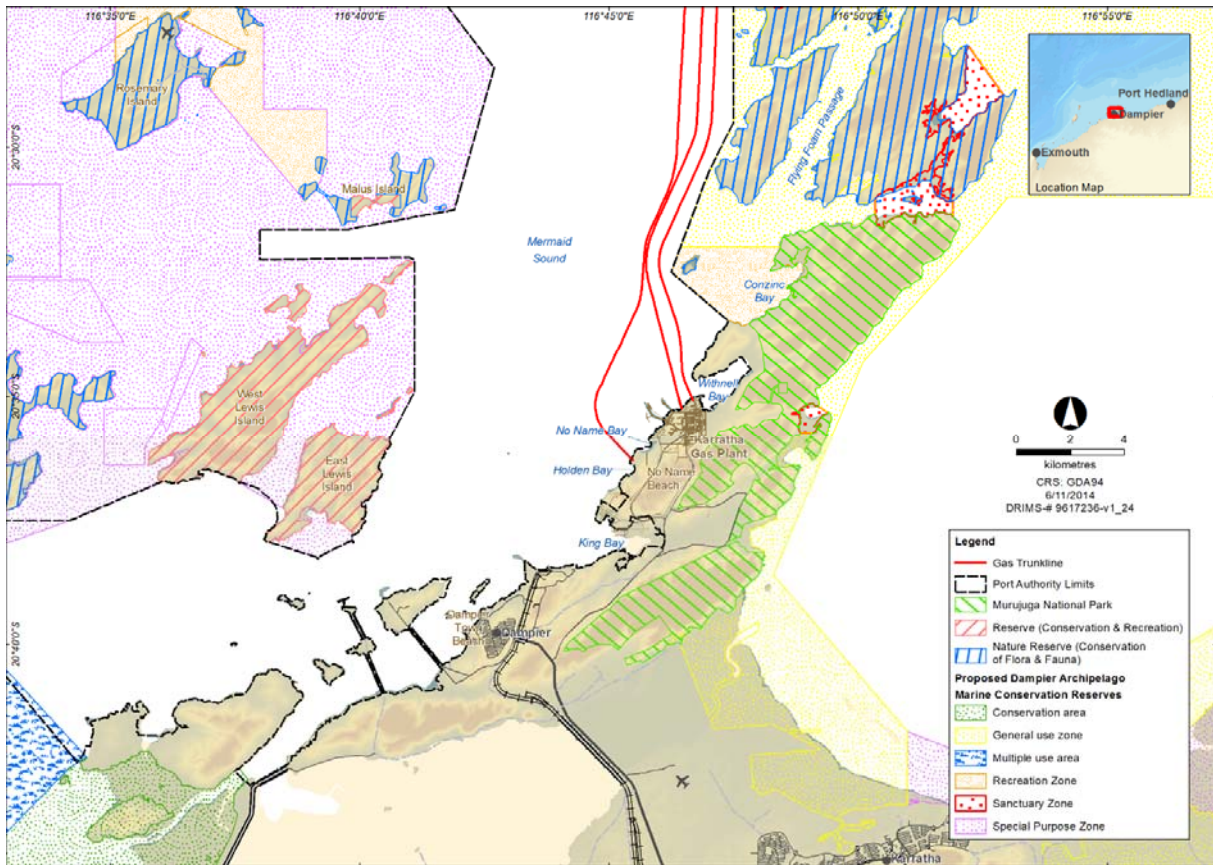 116°35'0"E
116°40'0"E
116°45'0"E
116°50'0"E
116°55'0"E
20°30'0"S
20°35'0"S
20°40'0"S
Rosemary
Island
Malus Island
Mermaid
Sound
Flying Foam Passage
Conzinc
Bay
West
Lewis
Island
East
Lewis
Island
Withnell
Bay
No Name Bay
Karratha
Gas Plant
Holden Bay
No Name
Beach
King Bay
Dampier
Town
Beach
Dampier
Karratha
Port Hedland
Dampier
Exmouth
Location Map
0 2 4
kilometres
CRS: GDA94
6/11/2014
DRIMS-# 9617236-v1_24
Legend
Gas Trunkline
Port Authority Limits
Murujuga National Park
Reserve (Conservation & Recreation)
Nature Reserve (Conservation
of Flora & Fauna)
Proposed Dampier Archipelago
Marine Conservation Reserves
Conservation area
General use zone
Multiple use area
Recreation Zone
Sanctuary Zone
Special Purpose Zone